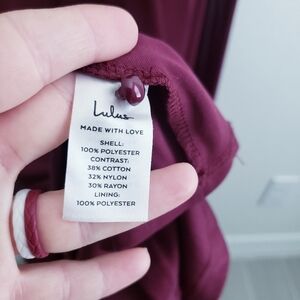 Lulus
MADE WITH LOVE
SHELL:
100% POLYESTER
CONTRAST:
38% COTTON
32% NYLON
30% RAYON
LINING:
100% POLYESTER